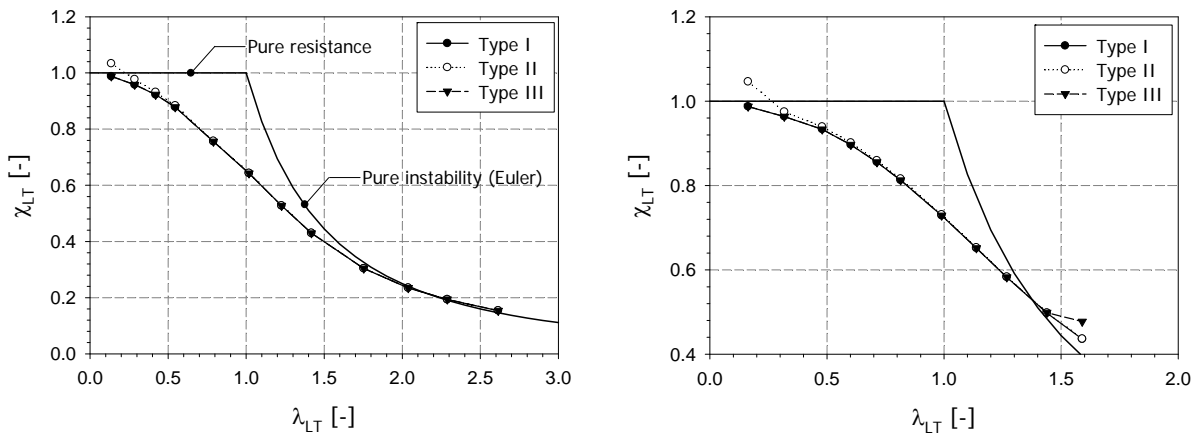 1.2
1.0
0.8
0.6
0.4
0.2
0.0
χLT [-]
0.0 0.5 1.0 1.5 2.0 2.5 3.0
λLT [-]
Pure resistance
Pure instability (Euler)
Type I
Type II
Type III
1.2
1.0
0.8
0.6
0.4
χLT [-]
0.0 0.5 1.0 1.5 2.0
λLT [-]
Type I
Type II
Type III